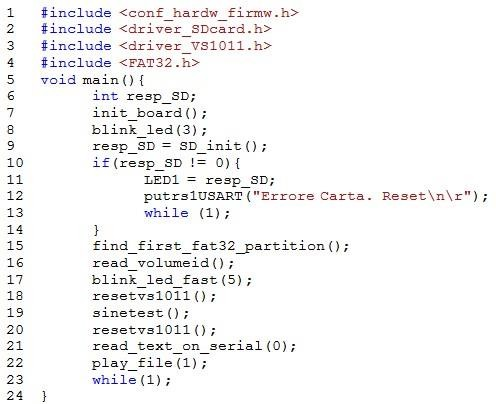 1 #include <conf_hardw_firmw.h>
2 #include <driver_SDcard.h>
3 #include <driver_VS1011.h>
4 #include <FAT32.h>
5 void main(){
6 int resp_SD;
7 init_board();
8 blink_led(3);
9 resp_SD = SD_init();
10 if(resp_SD != 0){
11 LED1 = resp_SD;
12 putrs1USART("Errore Carta. Reset\n\r");
13 while (1);
14 }
15 find_first_fat32_partition();
16 read_volumeid();
17 blink_led_fast(5);
18 resetvs1011();
19 sinetest();
20 resetvs1011();
21 read_text_on_serial(0);
22 play_file(1);
23 while(1);
24 }